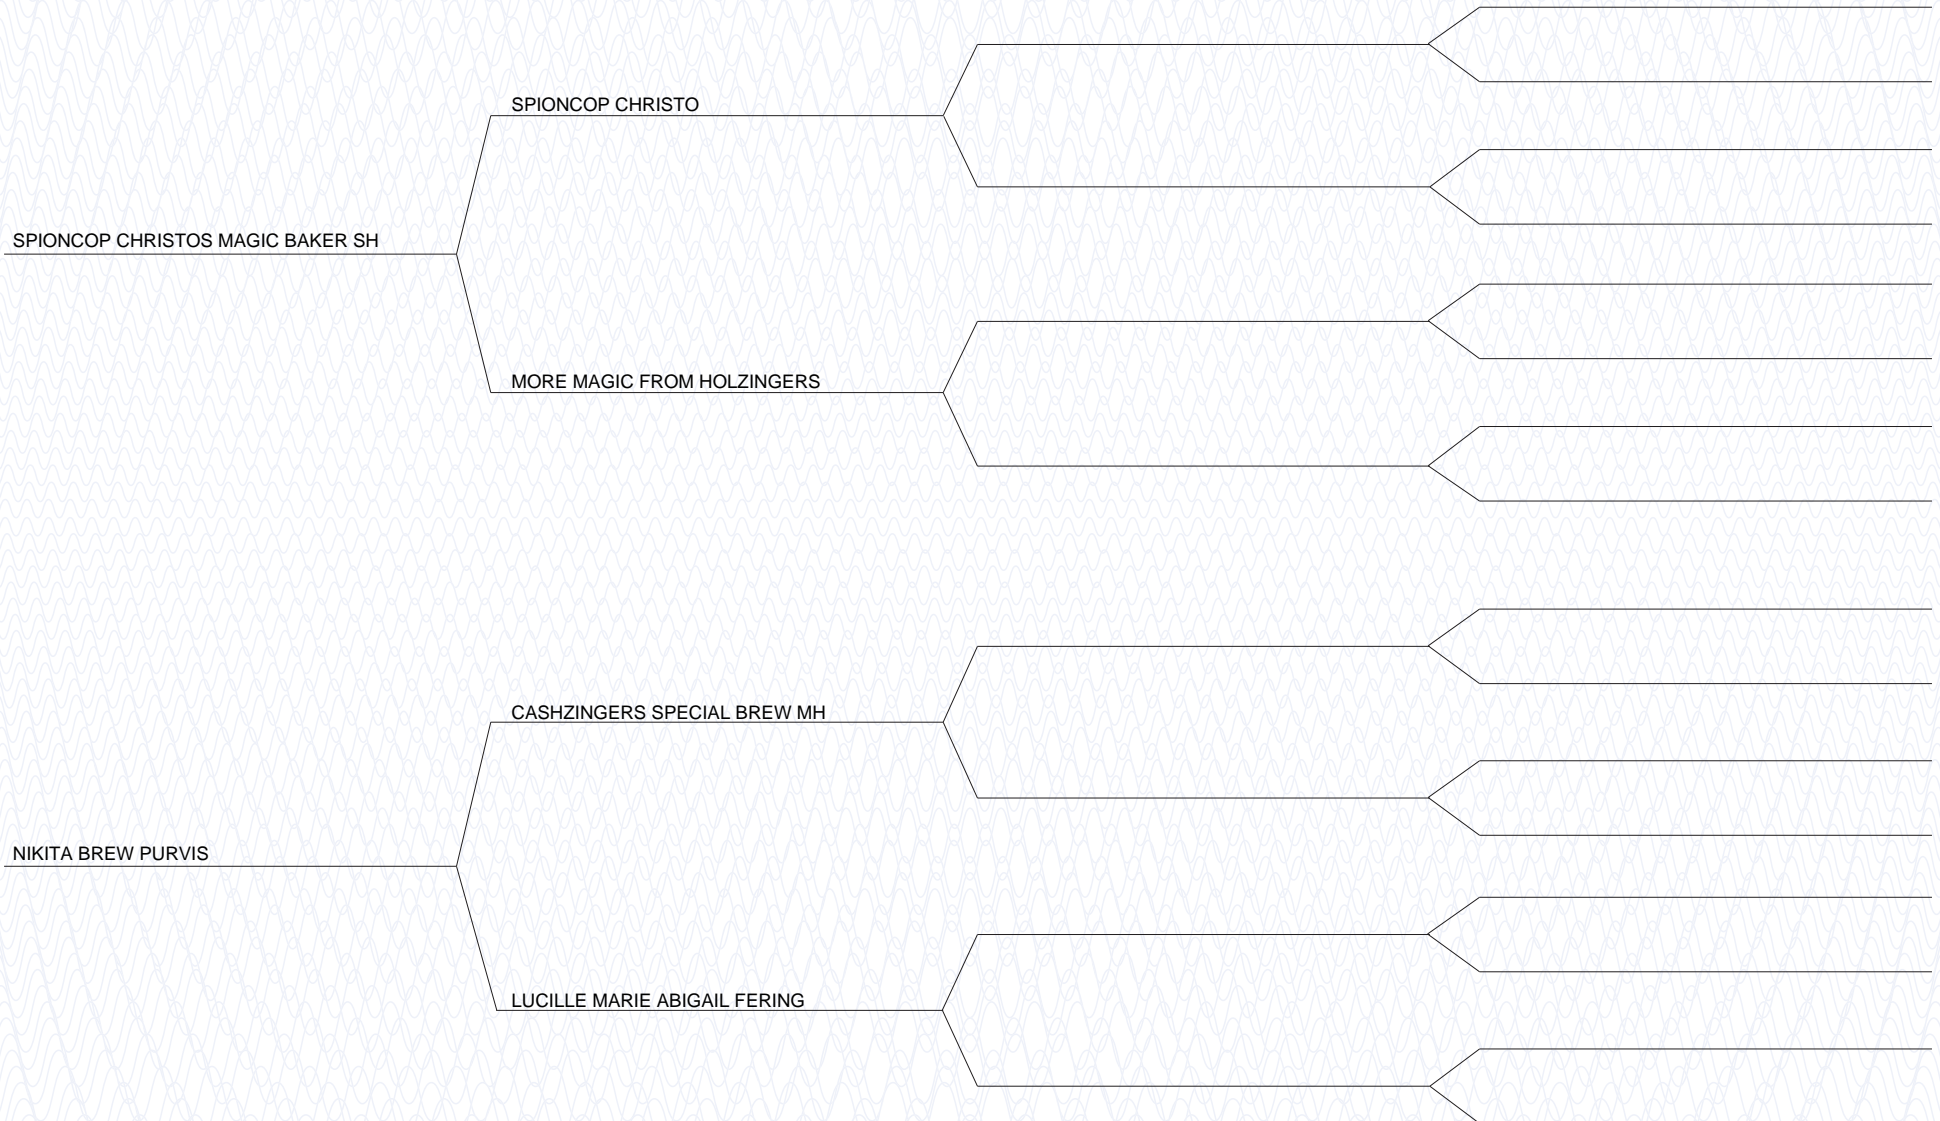 SPIONCOP CHRISTO
SPIONCOP CHRISTOS MAGIC BAKER SH
MORE MAGIC FROM HOLZINGERS
CASHZINGERS SPECIAL BREW MH
NIKITA BREW PURVIS
LUCILLE MARIE ABIGAIL FERING